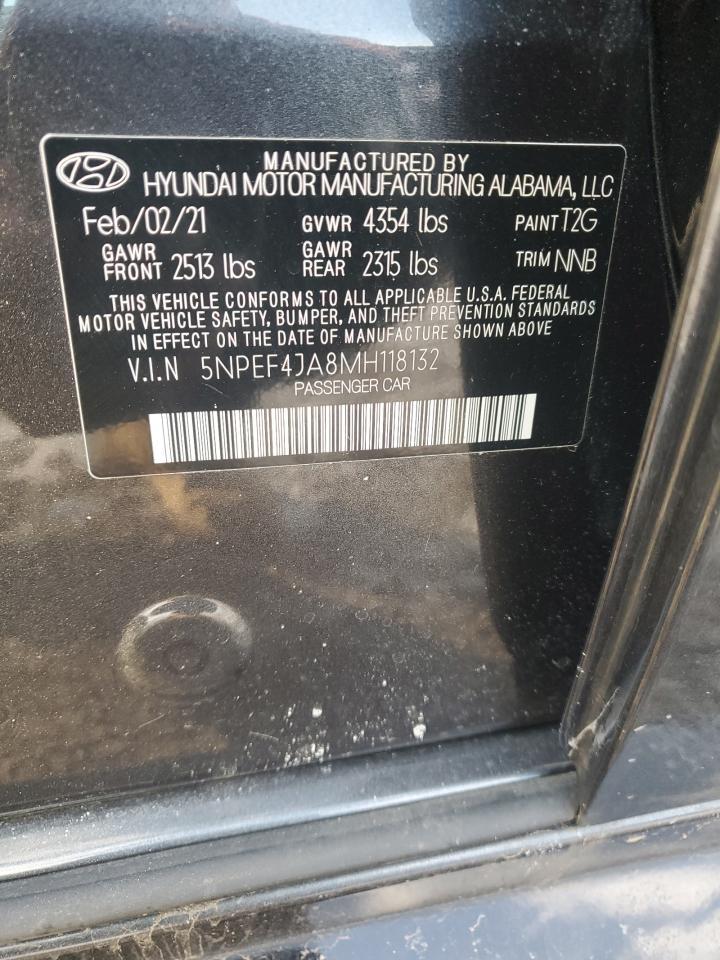 MANUFACTURED BY
HYUNDAI MOTOR MANUFACTURING ALABAMA, LLC
Feb/02/21 GVWR 4354 lbs PAINT T2G
GAWR FRONT 2513 lbs GAWR REAR 2315 lbs TRIM NNB
THIS VEHICLE CONFORMS TO ALL APPLICABLE U.S.A. FEDERAL
MOTOR VEHICLE SAFETY, BUMPER, AND THEFT PREVENTION STANDARDS
IN EFFECT ON THE DATE OF MANUFACTURE SHOWN ABOVE
V.I.N 5NPEF4JA8MH118132
PASSENGER CAR